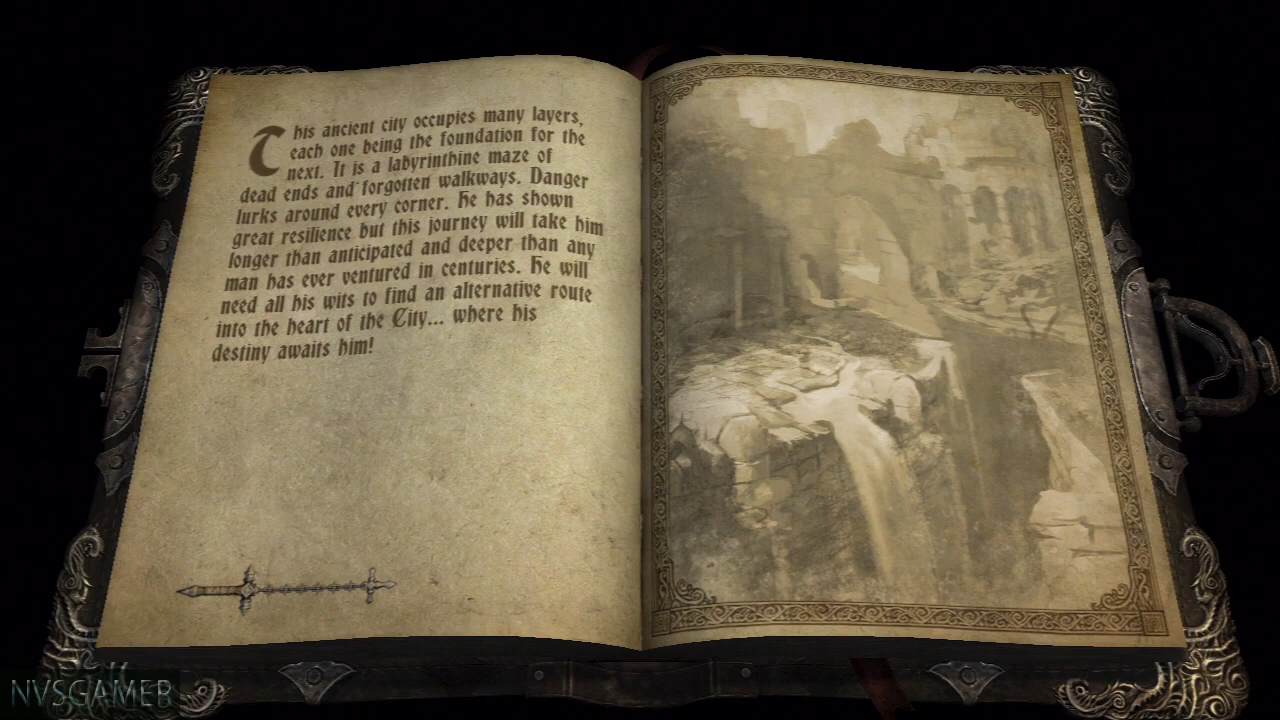 This ancient city occupies many layers,
each one being the foundation for the
next. It is a labyrinthine maze of
dead ends and forgotten walkways. Danger
lurks around every corner. He has shown
great resilience but this journey will take him
longer than anticipated and deeper than any
man has ever ventured in centuries. He will
need all his wits to find an alternative route
into the heart of the City... where his
destiny awaits him!
NVSGAMER